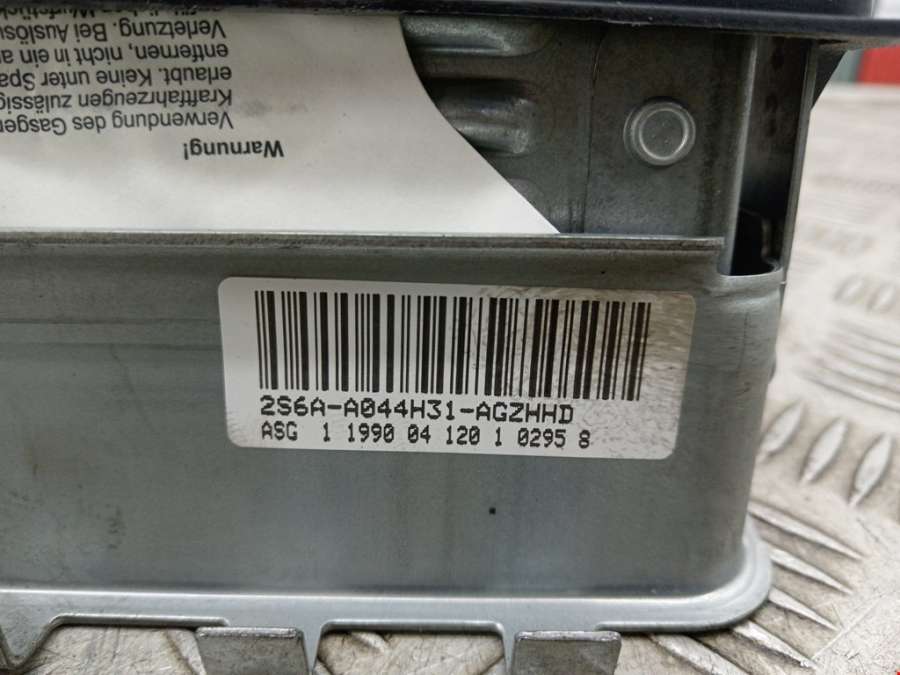 Warnung!
Verwendung des Gasgen
Kraftfahrzeugen zulässig
erlaubt. Keine unter Spa
entfernen, nicht in ein an
Verletzung. Bei Auslösu
2S6A-A044H31-AGZHHD
ASG 1 1990 04 120 1 0295 8